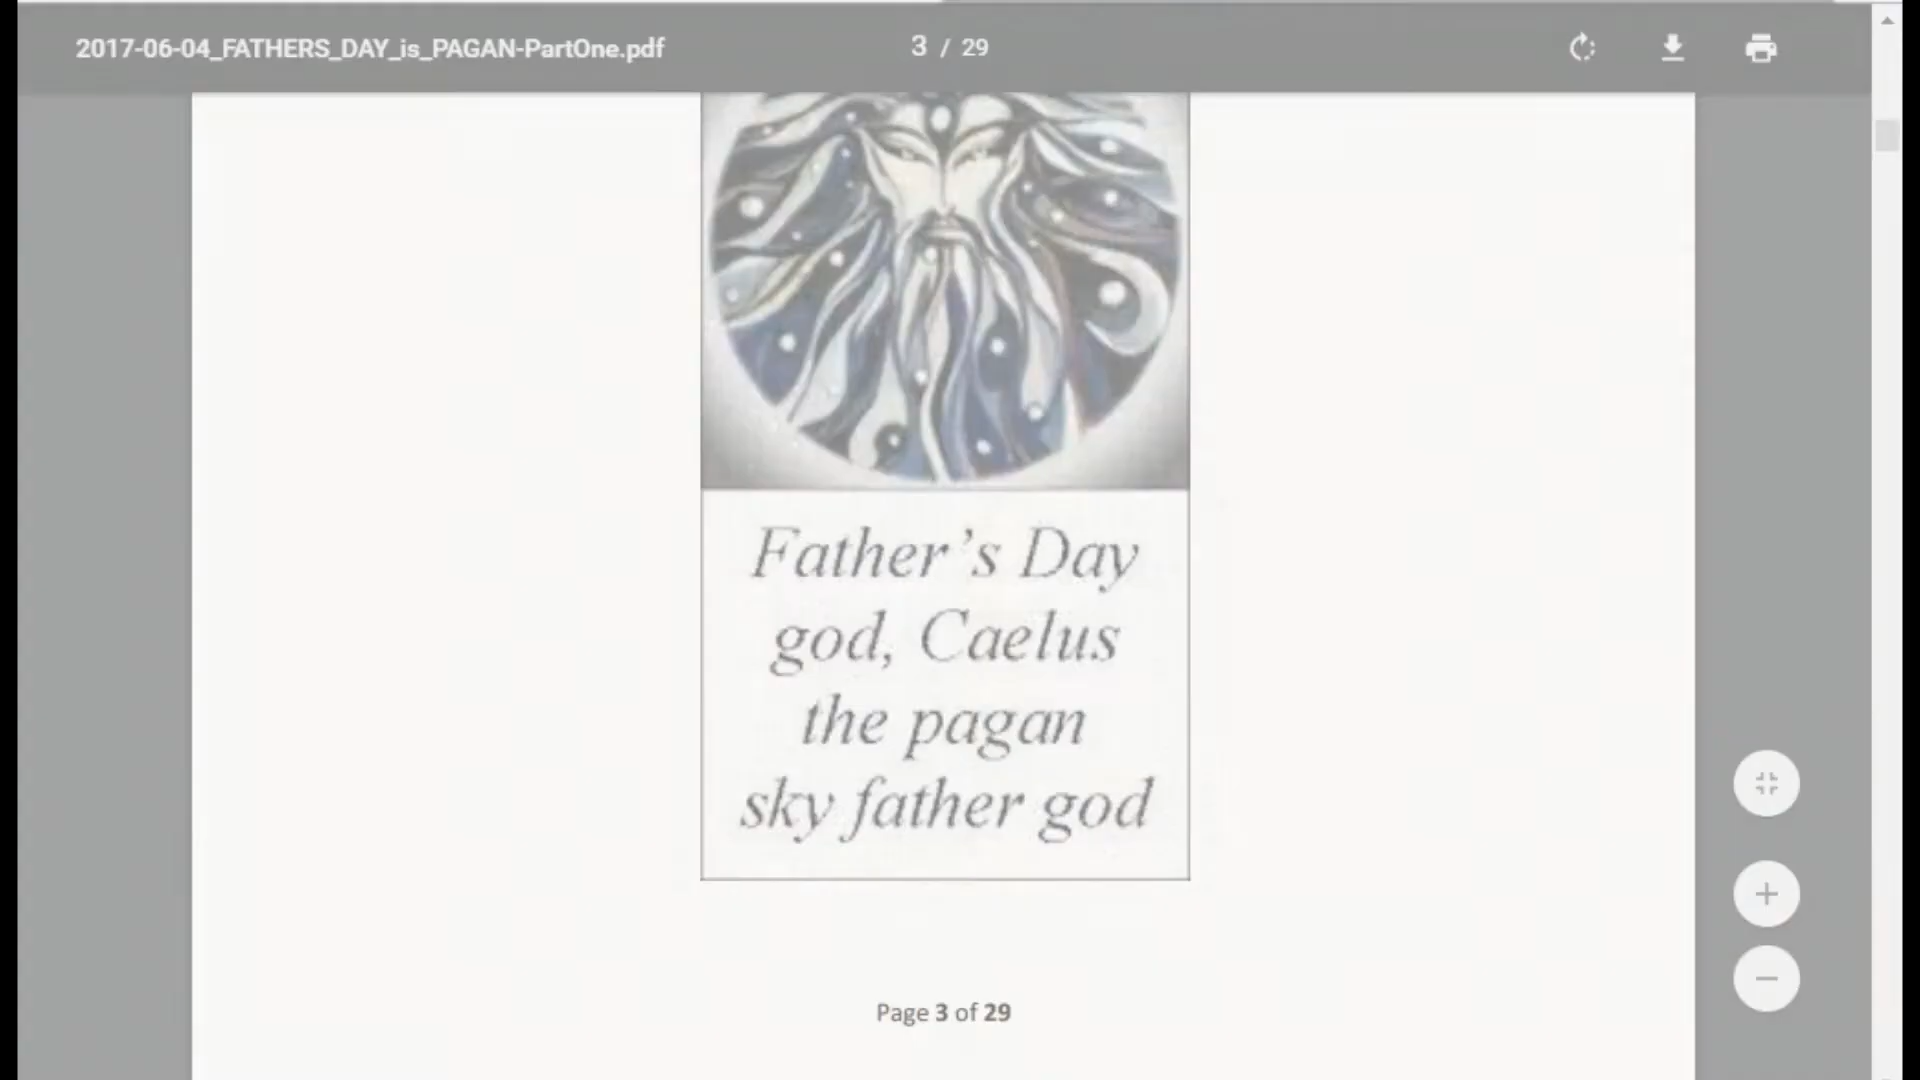 2017-06-04_FATHERS_DAY_is_PAGAN-PartOne.pdf
3 / 29
Father’s Day
god, Caelus
the pagan
sky father god
Page 3 of 29